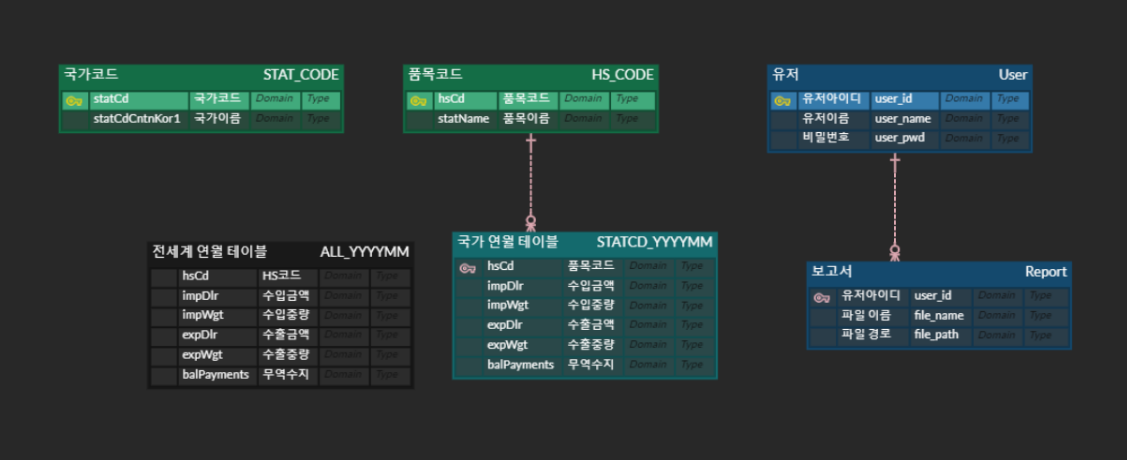 국가코드 STAT_CODE
statCd 국가코드 Domain Type
statCdCntnKor1 국가이름 Domain Type
품목코드 HS_CODE
hsCd 품목코드 Domain Type
statName 품목이름 Domain Type
유저 User
유저아이디 user_id Domain Type
유저이름 user_name Domain Type
비밀번호 user_pwd Domain Type
전세계 연월 테이블 ALL_YYYYMM
hsCd HS코드 Domain Type
impDlr 수입금액 Domain Type
impWgt 수입중량 Domain Type
expDlr 수출금액 Domain Type
expWgt 수출중량 Domain Type
balPayments 무역수지 Domain Type
국가 연월 테이블 STATCD_YYYYMM
hsCd 품목코드 Domain Type
impDlr 수입금액 Domain Type
impWgt 수입중량 Domain Type
expDlr 수출금액 Domain Type
expWgt 수출중량 Domain Type
balPayments 무역수지 Domain Type
보고서 Report
유저아이디 user_id Domain Type
파일 이름 file_name Domain Type
파일 경로 file_path Domain Type